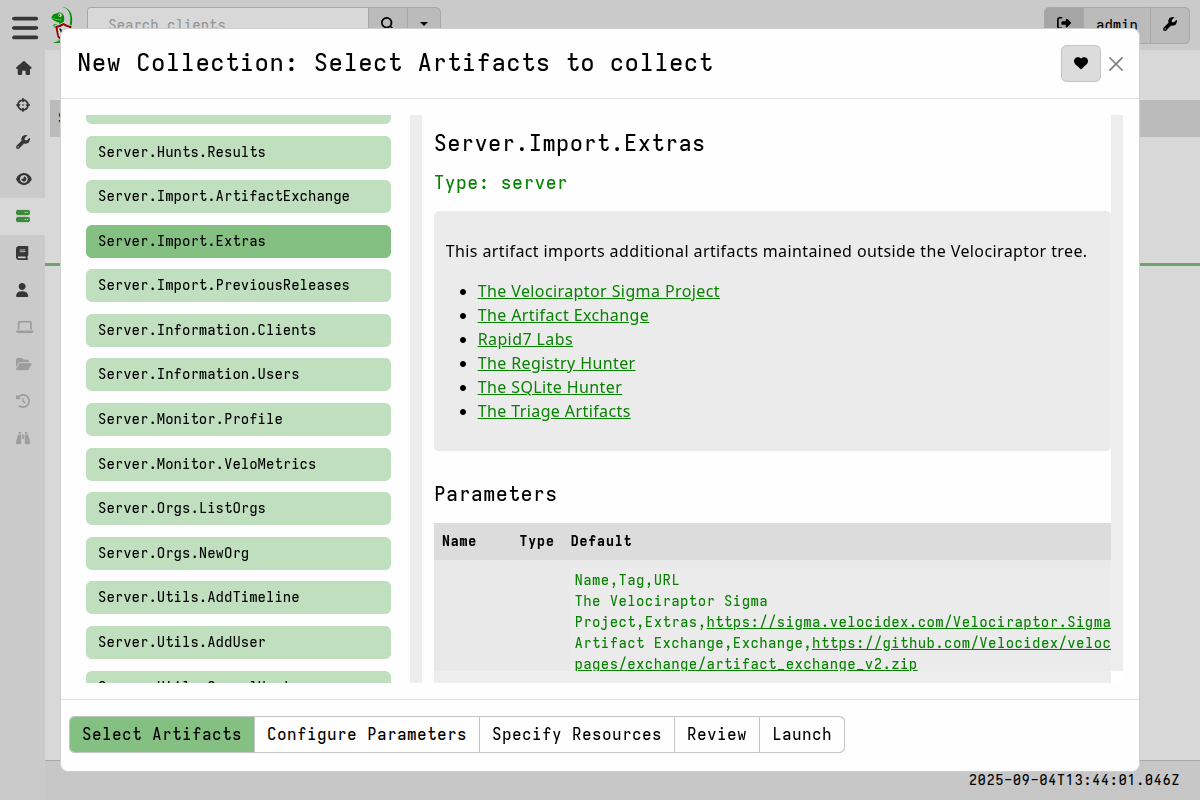 Search clients
admin
New Collection: Select Artifacts to collect
Server.Hunts.Results
Server.Import.ArtifactExchange
Server.Import.Extras
Server.Import.PreviousReleases
Server.Information.Clients
Server.Information.Users
Server.Monitor.Profile
Server.Monitor.VeloMetrics
Server.Orgs.ListOrgs
Server.Orgs.NewOrg
Server.Utils.AddTimeline
Server.Utils.AddUser
Server.Import.Extras
Type: server
This artifact imports additional artifacts maintained outside the Velociraptor tree.
The Velociraptor Sigma Project
The Artifact Exchange
Rapid7 Labs
The Registry Hunter
The SQLite Hunter
The Triage Artifacts
Parameters
Name Type Default
Name,Tag,URL
The Velociraptor Sigma
Project,Extras,https://sigma.velocidex.com/Velociraptor.Sigma
Artifact Exchange,Exchange,https://github.com/Velocidex/veloc
pages/exchange/artifact_exchange_v2.zip
Select Artifacts Configure Parameters Specify Resources Review Launch
2025-09-04T13:44:01.046Z